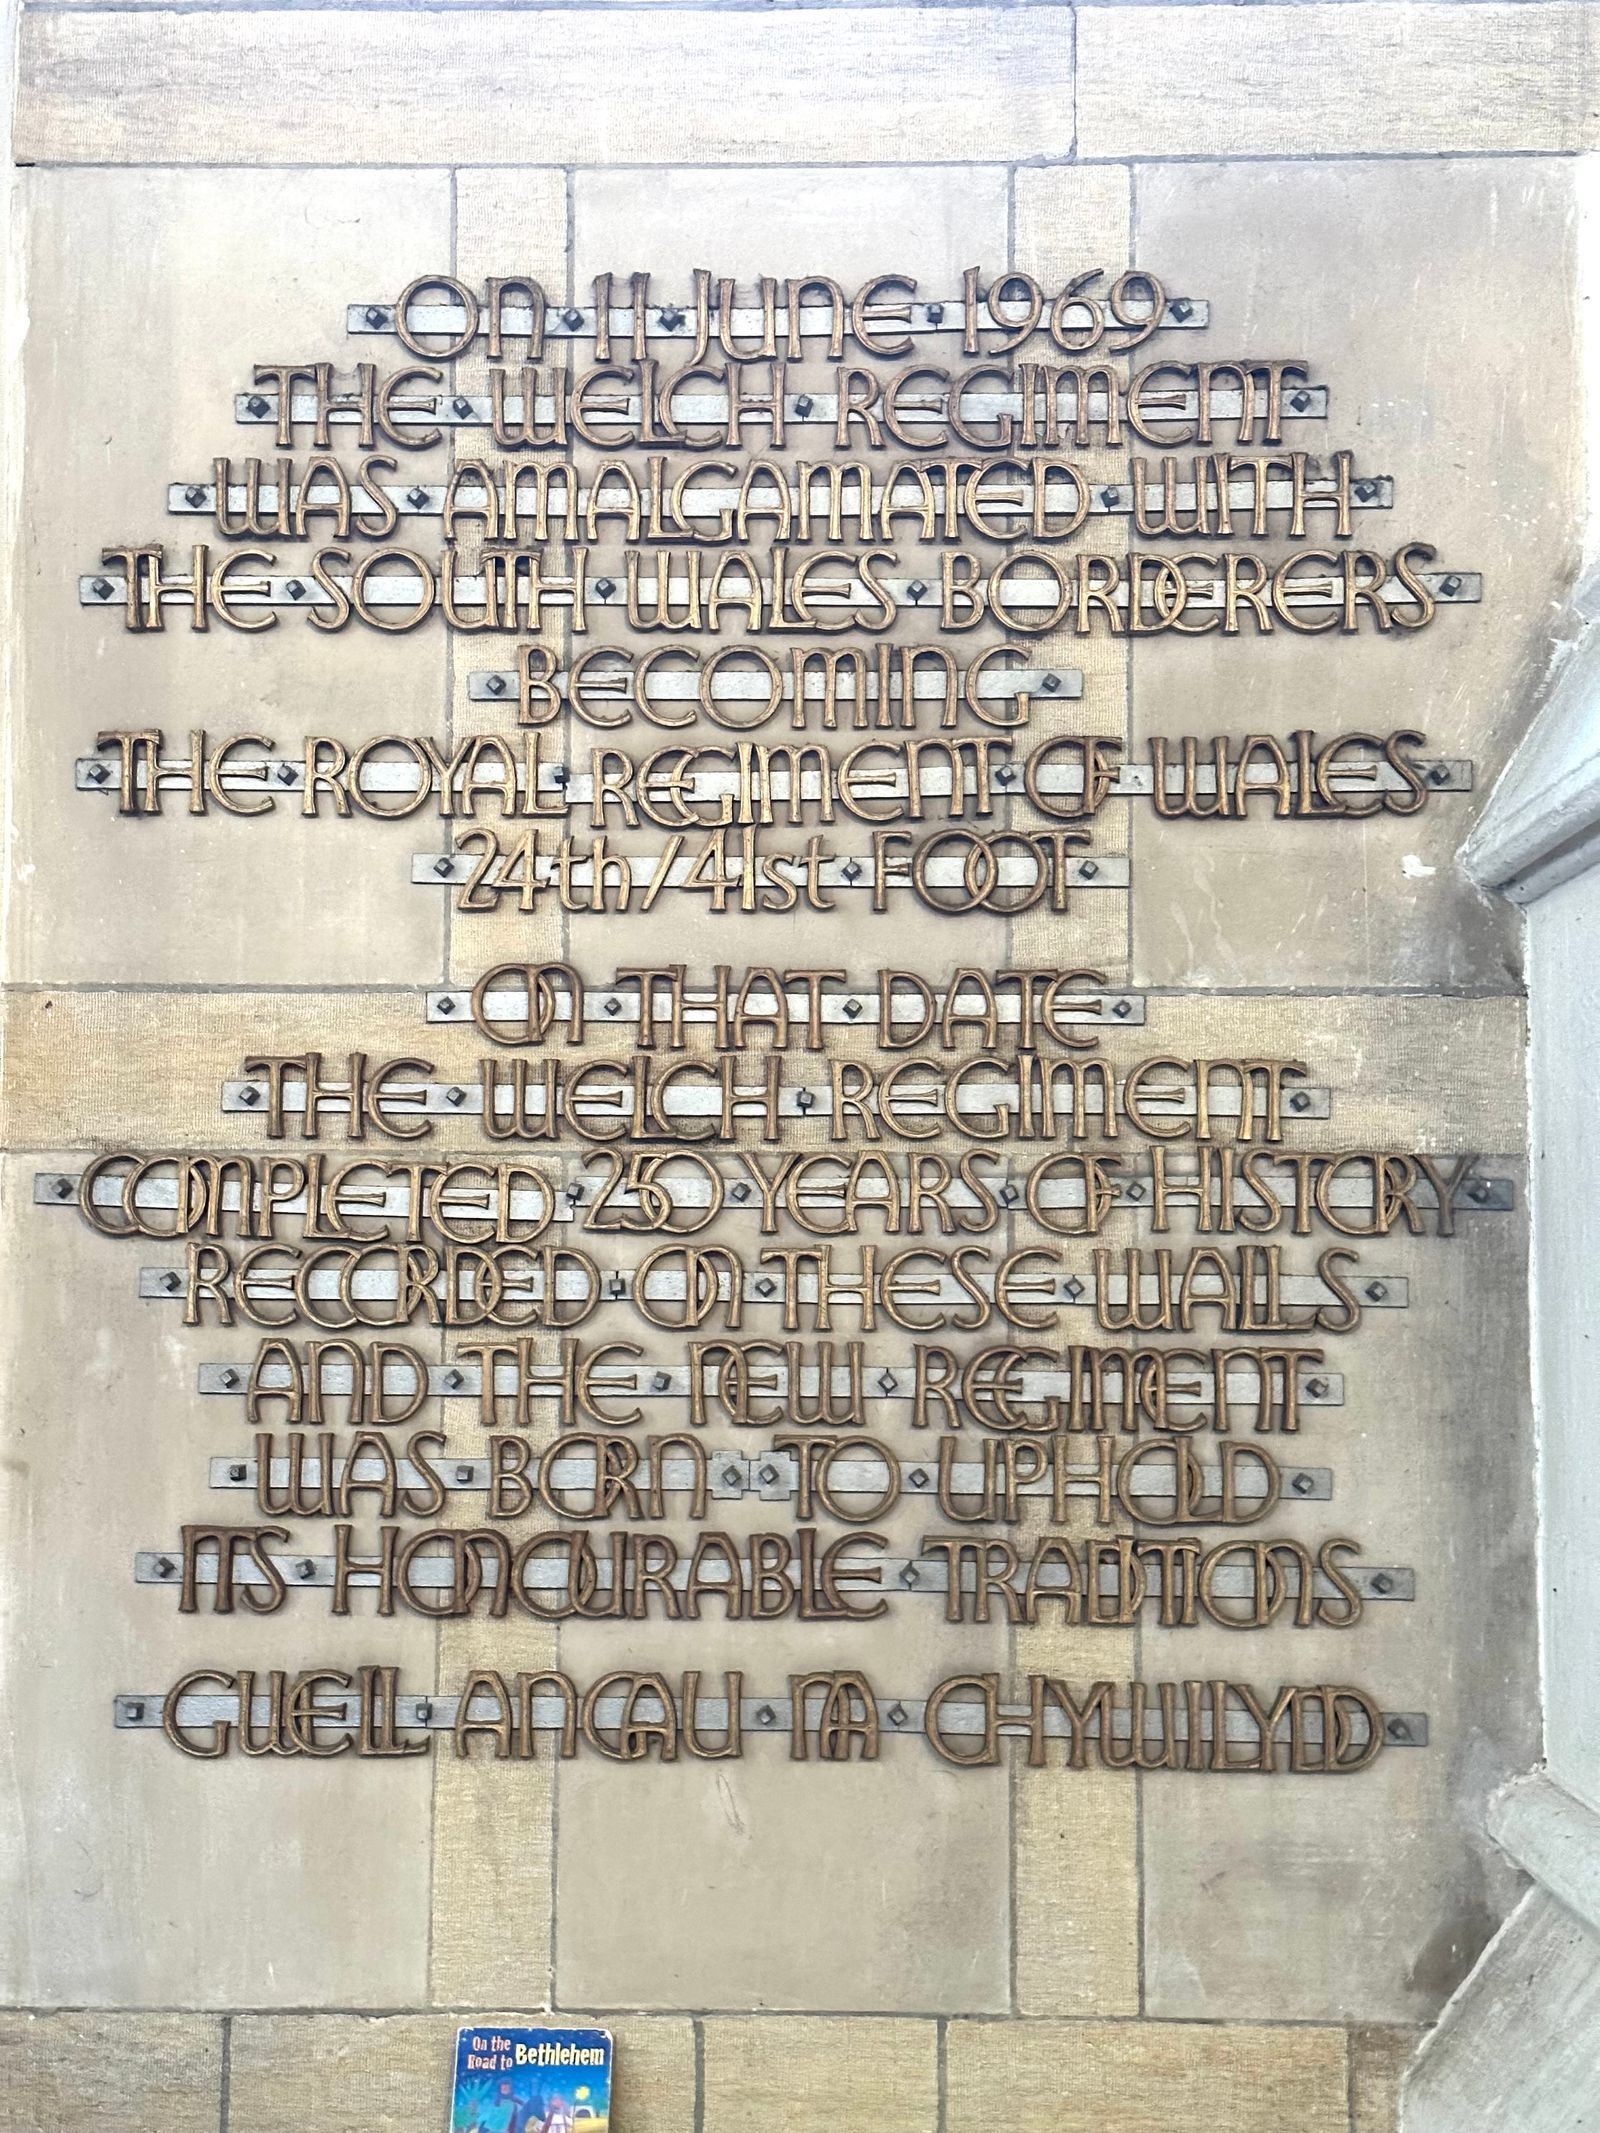 ON 11 JUNE 1969
THE WELCH REGIMENT
WAS AMALGAMATED WITH
THE SOUTH WALES BORDERERS
BECOMING
THE ROYAL REGIMENT OF WALES
24th/41st FOOT
ON THAT DATE
THE WELCH REGIMENT
COMPLETED 250 YEARS OF HISTORY
RECORDED ON THESE WALLS
AND THE NEW REGIMENT
WAS BORN TO UPHOLD
ITS HONOURABLE TRADITIONS
GWELL ANGAU NA CHYWILYDD
On the
Road to Bethlehem